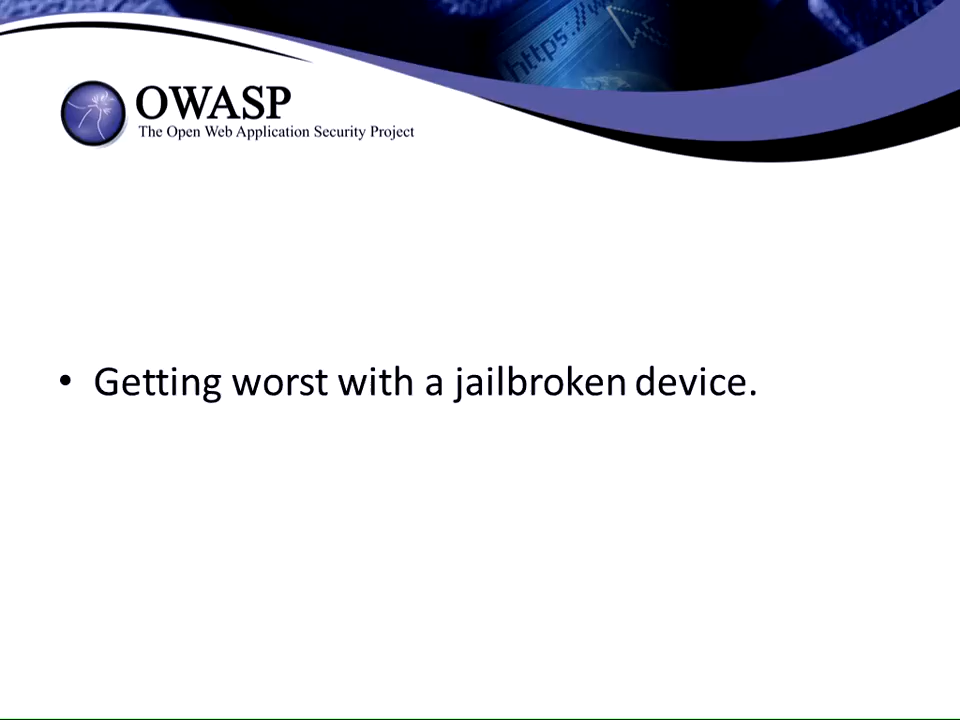 https://w
OWASP
The Open Web Application Security Project
• Getting worst with a jailbroken device.